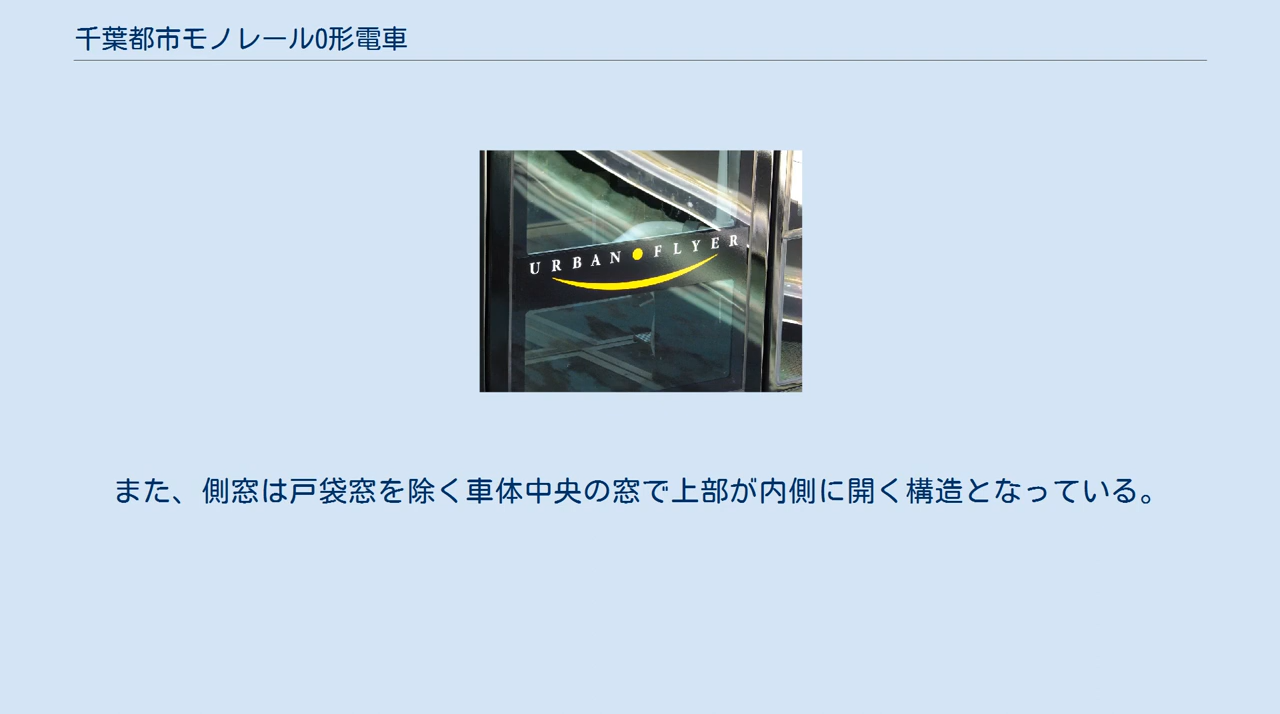 千葉都市モノレール0形電車
URBAN FLYER
また、側窓は戸袋窓を除く車体中央の窓で上部が内側に開く構造となっている。